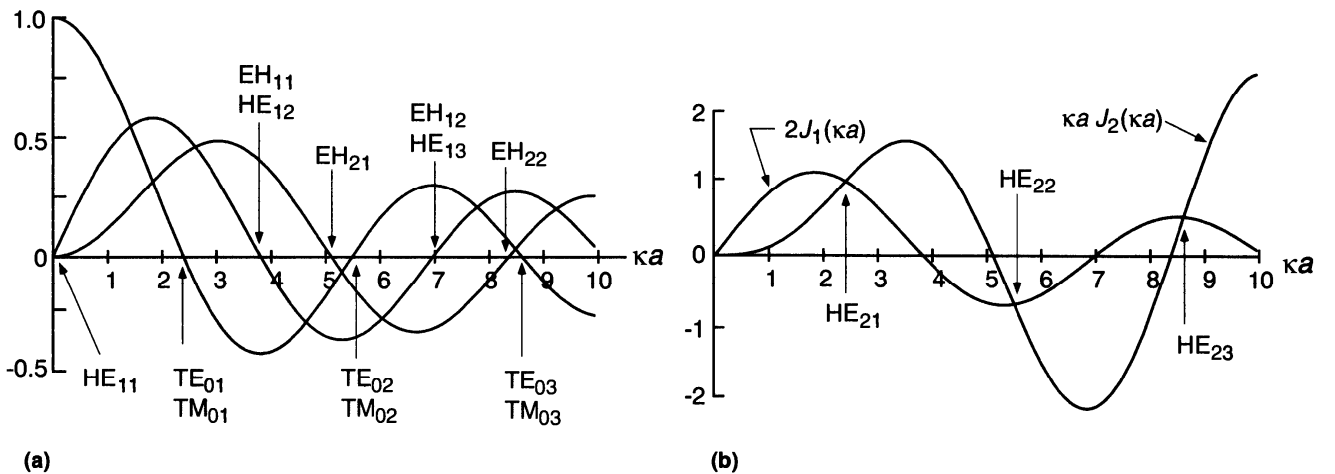 1.0
0.5
0
-0.5
1 2 3 4 5 6 7 8 9 10 κa
EH₁₁
HE₁₂
EH₂₁
EH₁₂
HE₁₃
EH₂₂
HE₁₁
TE₀₁
TM₀₁
TE₀₂
TM₀₂
TE₀₃
TM₀₃
(a)
2
1
0
-1
-2
1 2 3 4 5 6 7 8 9 10 κa
2J₁(κa)
κa J₂(κa)
HE₂₂
HE₂₁
HE₂₃
(b)